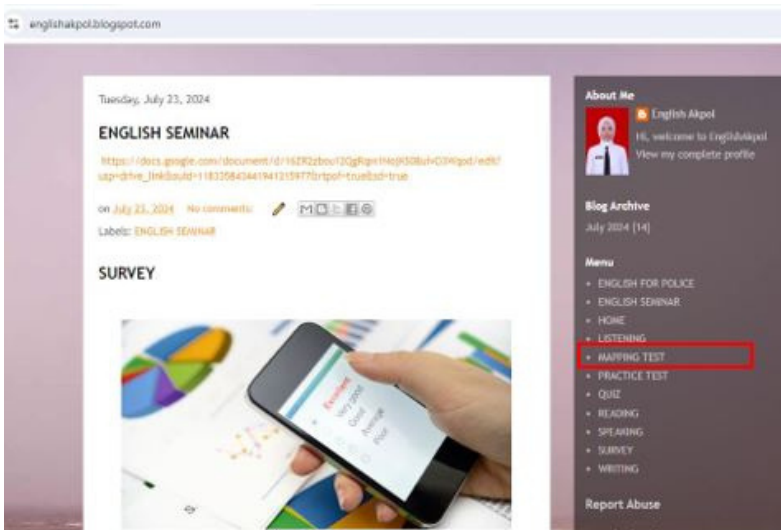 englishakpol.blogspot.com
Tuesday, July 23, 2024
ENGLISH SEMINAR
on July 23, 2024 No comments:
Labels: ENGLISH SEMINAR
SURVEY
Excellent
Very good
Good
Average
Poor
About Me
English Akpol
Hi, welcome to EnglishAkpol
View my complete profile
Blog Archive
July 2024 (14)
Menu
ENGLISH FOR POLICE
ENGLISH SEMINAR
HOME
LISTENING
MAPPING TEST
PRACTICE TEST
QUIZ
READING
SPEAKING
SURVEY
WRITING
Report Abuse